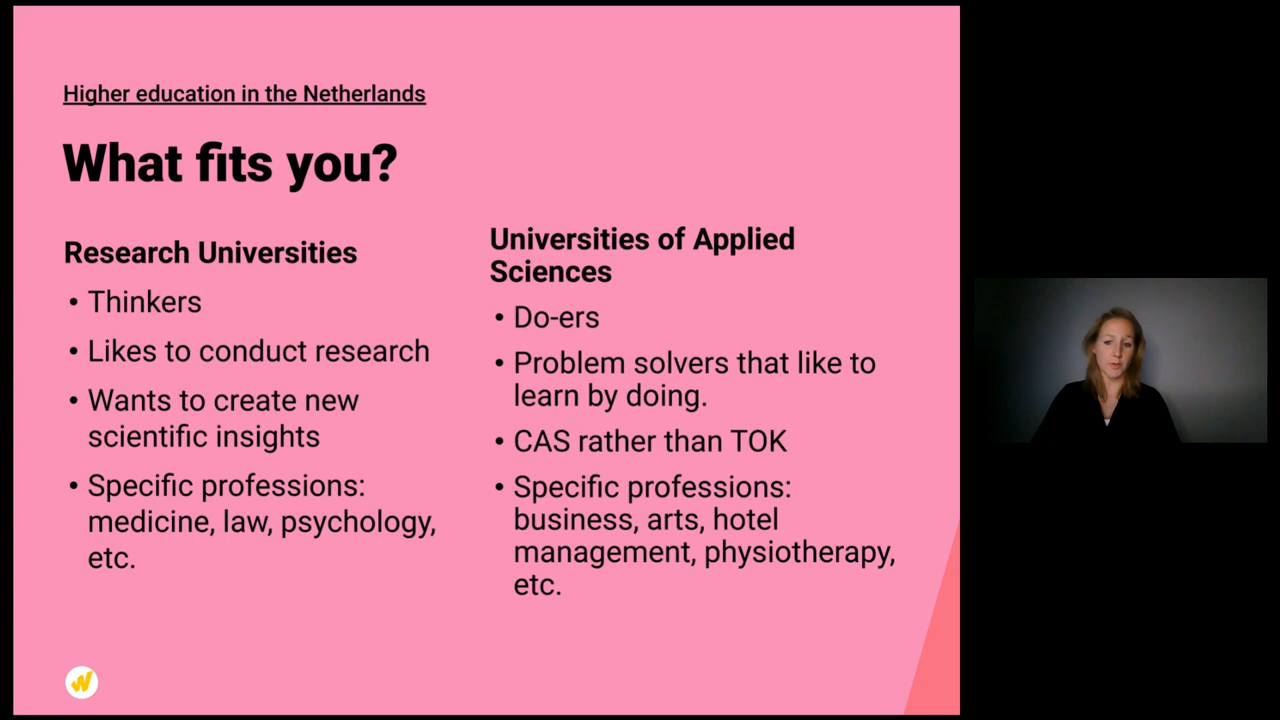 Higher education in the Netherlands
What fits you?
Research Universities
• Thinkers
• Likes to conduct research
• Wants to create new
scientific insights
• Specific professions:
medicine, law, psychology,
etc.
Universities of Applied
Sciences
• Do-ers
• Problem solvers that like to
learn by doing.
• CAS rather than TOK
• Specific professions:
business, arts, hotel
management, physiotherapy,
etc.